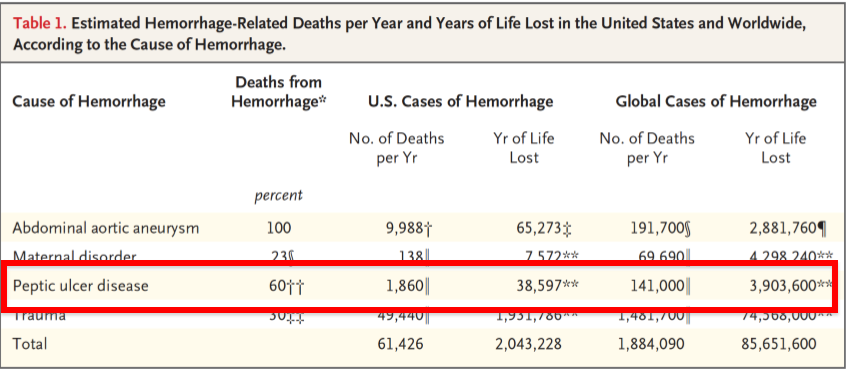 Table 1. Estimated Hemorrhage-Related Deaths per Year and Years of Life Lost in the United States and Worldwide,
According to the Cause of Hemorrhage.
Cause of Hemorrhage Deaths from Hemorrhage* U.S. Cases of Hemorrhage Global Cases of Hemorrhage
No. of Deaths per Yr Yr of Life Lost No. of Deaths per Yr Yr of Life Lost
percent
Abdominal aortic aneurysm 100 9,988† 65,273‡ 191,700§ 2,881,760¶
Maternal disorder 23§ 138‖ 7,572** 69,690‖ 4,298,240**
Peptic ulcer disease 60†† 1,860‖ 38,597** 141,000‖ 3,903,600**
Trauma 30‡‡ 49,440‖ 1,931,786** 1,481,700‖ 74,568,000**
Total 61,426 2,043,228 1,884,090 85,651,600